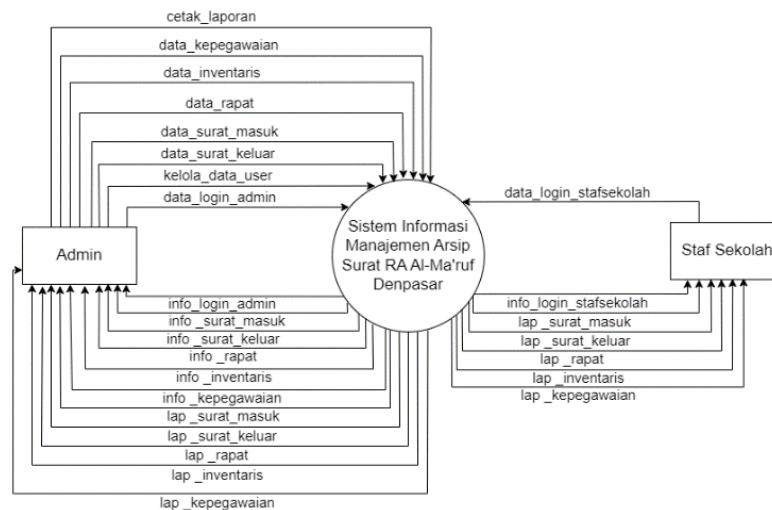 cetak_laporan
data_kepegawaian
data_inventaris
data_rapat
data_surat_masuk
data_surat_keluar
kelola_data_user
data_login_admin
Admin
Sistem Informasi
Manajemen Arsip
Surat RA Al-Ma'ruf
Denpasar
data_login_stafsekolah
Staf Sekolah
info_login_admin
info _surat_masuk
info _surat_keluar
info _rapat
info _inventaris
info _kepegawaian
lap _surat_masuk
lap _surat_keluar
lap _rapat
lap _inventaris
lap _kepegawaian
info_login_stafsekolah
lap _surat_masuk
lap _surat_keluar
lap _rapat
lap _inventaris
lap _kepegawaian